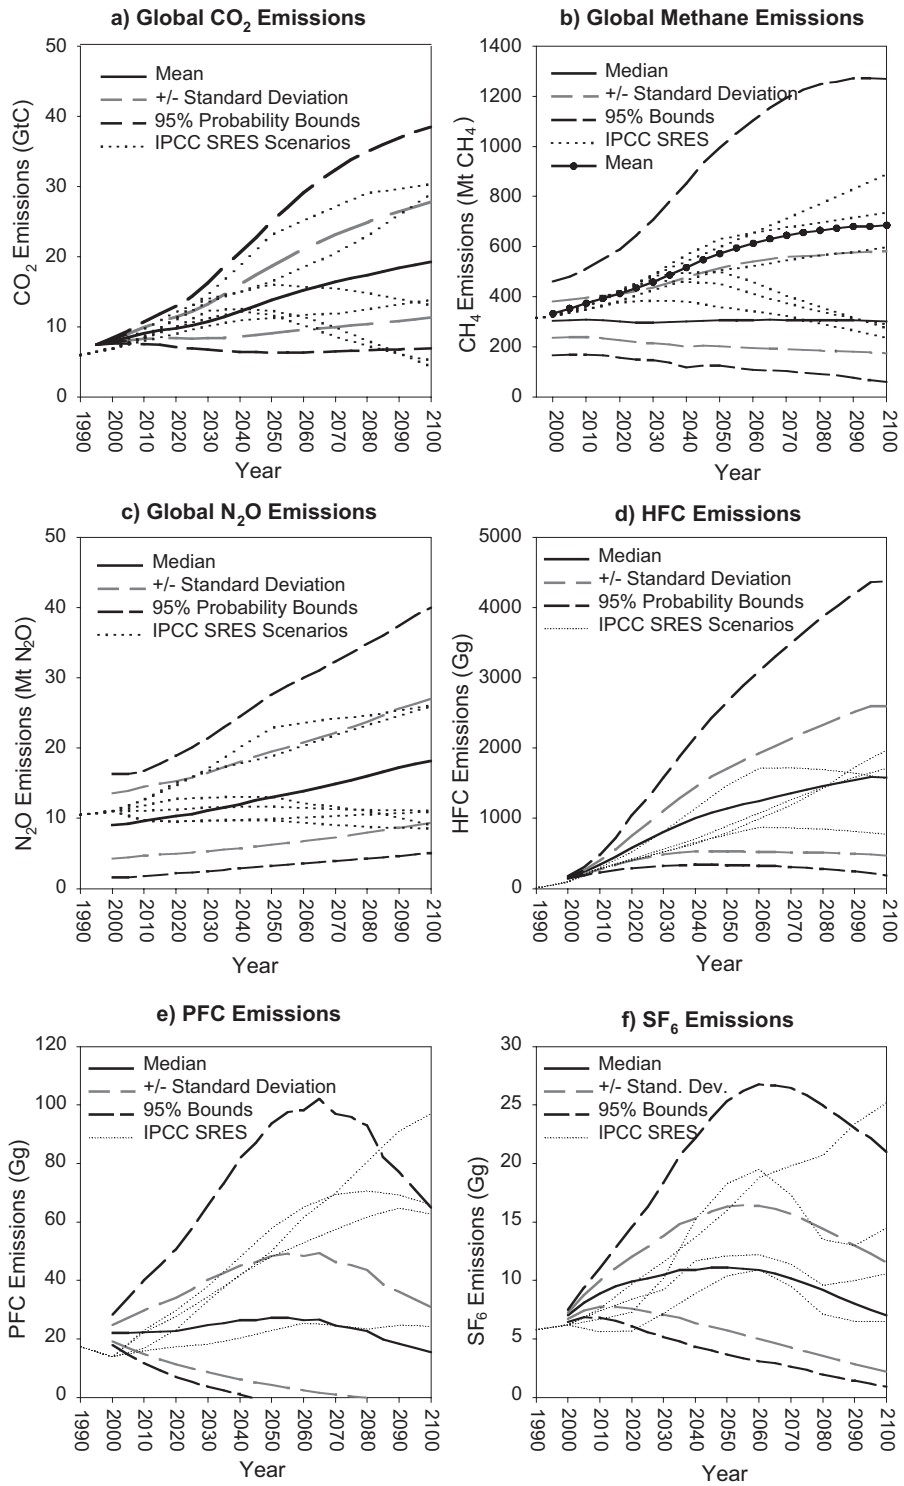 a) Global CO2 Emissions
50
40
30
20
10
0
CO2 Emissions (GtC)
Mean
+/- Standard Deviation
95% Probability Bounds
IPCC SRES Scenarios
1990 2000 2010 2020 2030 2040 2050 2060 2070 2080 2090 2100
Year
b) Global Methane Emissions
1400
1200
1000
800
600
400
200
0
CH4 Emissions (Mt CH4)
Median
+/- Standard Deviation
95% Bounds
IPCC SRES
Mean
2000 2010 2020 2030 2040 2050 2060 2070 2080 2090 2100
Year
c) Global N2O Emissions
50
40
30
20
10
0
N2O Emissions (Mt N2O)
Median
+/- Standard Deviation
95% Probability Bounds
IPCC SRES Scenarios
1990 2000 2010 2020 2030 2040 2050 2060 2070 2080 2090 2100
Year
d) HFC Emissions
5000
4000
3000
2000
1000
0
HFC Emissions (Gg)
Median
+/- Standard Deviation
95% Probability Bounds
IPCC SRES Scenarios
1990 2000 2010 2020 2030 2040 2050 2060 2070 2080 2090 2100
Year
e) PFC Emissions
120
100
80
60
40
20
0
PFC Emissions (Gg)
Median
+/- Standard Deviation
95% Bounds
IPCC SRES
1990 2000 2010 2020 2030 2040 2050 2060 2070 2080 2090 2100
Year
f) SF6 Emissions
30
25
20
15
10
5
0
SF6 Emissions (Gg)
Median
+/- Stand. Dev.
95% Bounds
IPCC SRES
1990 2000 2010 2020 2030 2040 2050 2060 2070 2080 2090 2100
Year